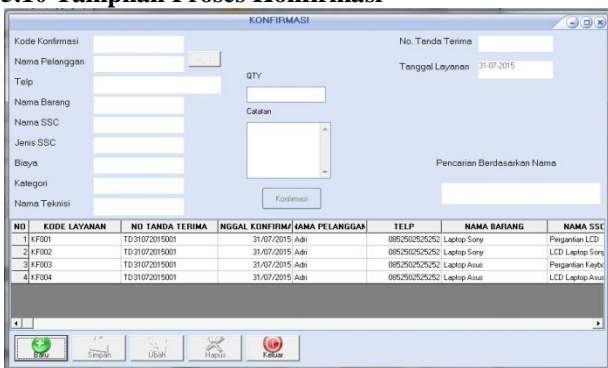 3.10 Tampilan Proses Konfirmasi
KONFIRMASI
Kode Konfirmasi
No. Tanda Terima
Nama Pelanggan
Tanggal Layanan 31-07-2015
Telp
QTY
Nama Barang
Catatan
Nama SSC
Jenis SSC
Biaya
Pencarian Berdasarkan Nama
Kategori
Nama Teknisi
Konfirmasi
NO KODE LAYANAN NO TANDA TERIMA NGGAL KONFIRMA NAMA PELANGGAN TELP NAMA BARANG NAMA SSC
1 KF001 TD31072015001 31/07/2015 Adri 0852502525252 Laptop Sony Pergantian LCD
2 KF002 TD31072015001 31/07/2015 Adri 0852502525252 Laptop Sony LCD Laptop Sony
3 KF003 TD31072015001 31/07/2015 Adri 0852502525252 Laptop Asus Pergantian Keybo
4 KF004 TD31072015001 31/07/2015 Adri 0852502525252 Laptop Asus LCD Laptop Asus
Baru Simpan Ubah Hapus Keluar